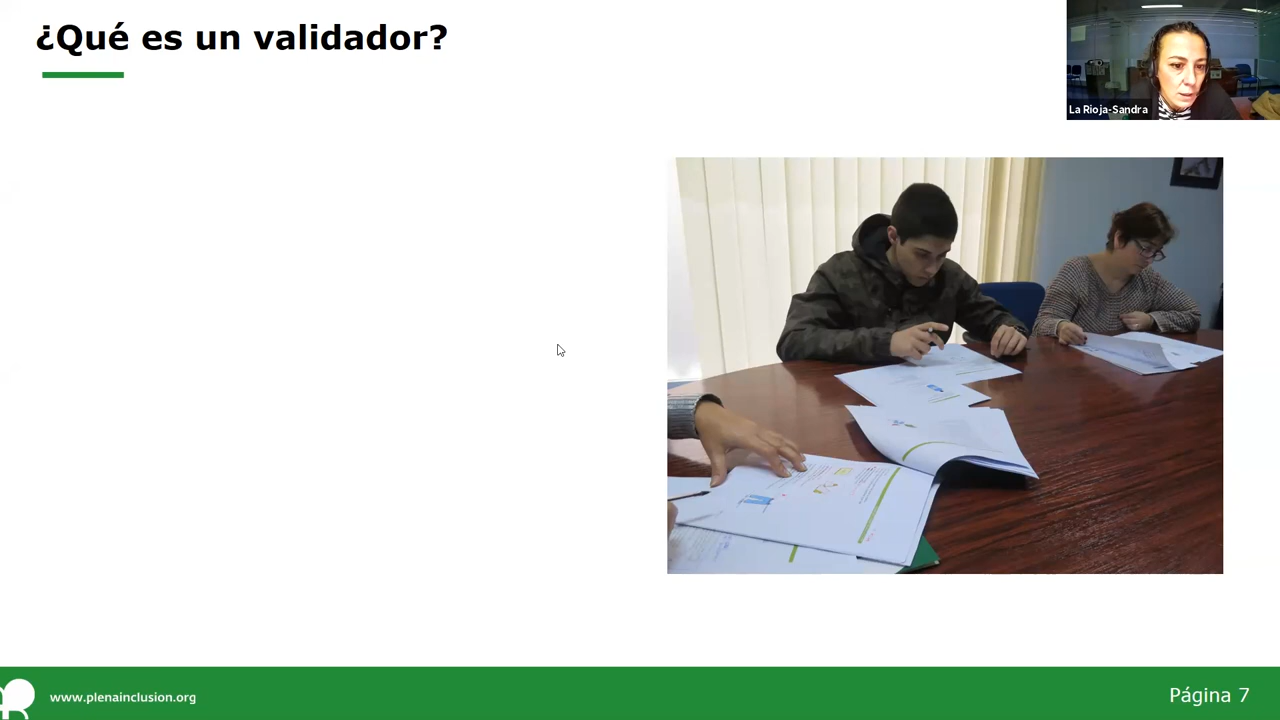 ¿Qué es un validador?
La Rioja-Sandra
www.plenainclusion.org
Página 7